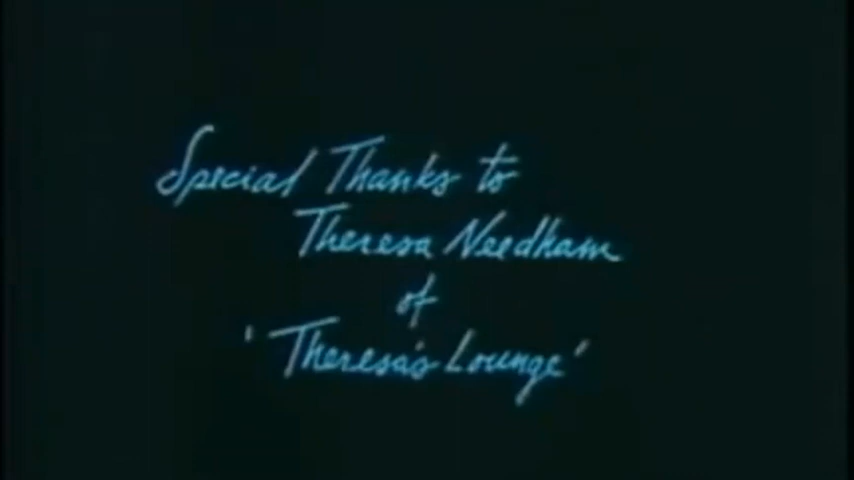 Special Thanks to
Theresa Needham
of
'Theresa's Lounge'